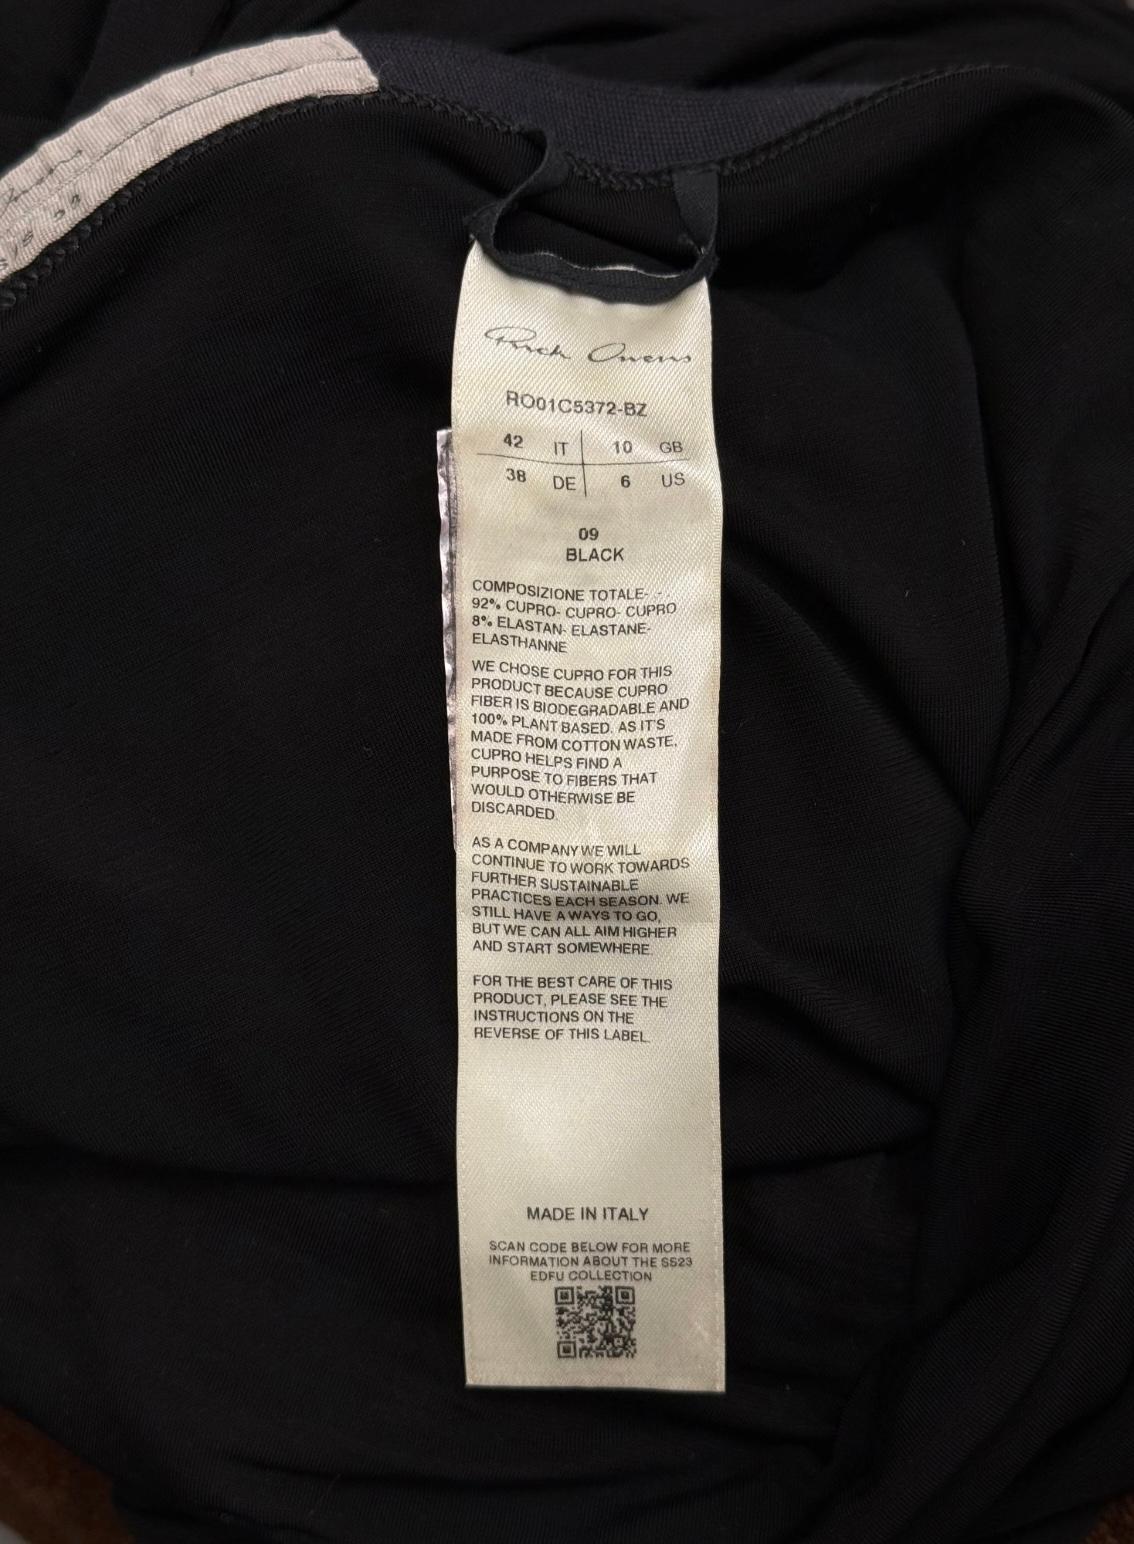 Rick Owens
RO01C5372-BZ
42 IT 10 GB
38 DE 6 US
09
BLACK
COMPOSIZIONE TOTALE- -
92% CUPRO- CUPRO- CUPRO
8% ELASTAN- ELASTANE-
ELASTHANNE
WE CHOSE CUPRO FOR THIS
PRODUCT BECAUSE CUPRO
FIBER IS BIODEGRADABLE AND
100% PLANT BASED. AS IT'S
MADE FROM COTTON WASTE,
CUPRO HELPS FIND A
PURPOSE TO FIBERS THAT
WOULD OTHERWISE BE
DISCARDED.
AS A COMPANY WE WILL
CONTINUE TO WORK TOWARDS
FURTHER SUSTAINABLE
PRACTICES EACH SEASON. WE
STILL HAVE A WAYS TO GO,
BUT WE CAN ALL AIM HIGHER
AND START SOMEWHERE.
FOR THE BEST CARE OF THIS
PRODUCT, PLEASE SEE THE
INSTRUCTIONS ON THE
REVERSE OF THIS LABEL.
MADE IN ITALY
SCAN CODE BELOW FOR MORE
INFORMATION ABOUT THE SS23
EDFU COLLECTION